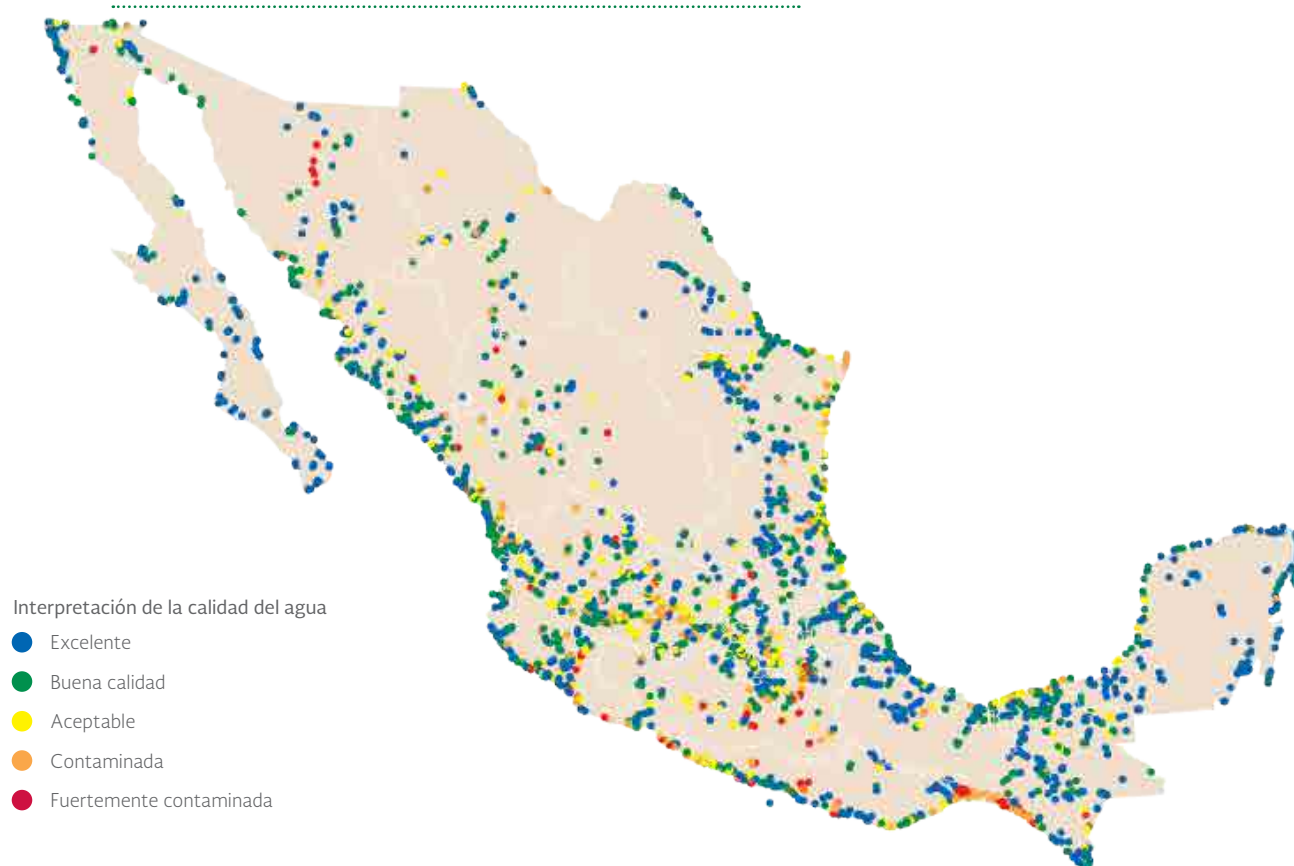 Interpretación de la calidad del agua
Excelente
Buena calidad
Aceptable
Contaminada
Fuertemente contaminada